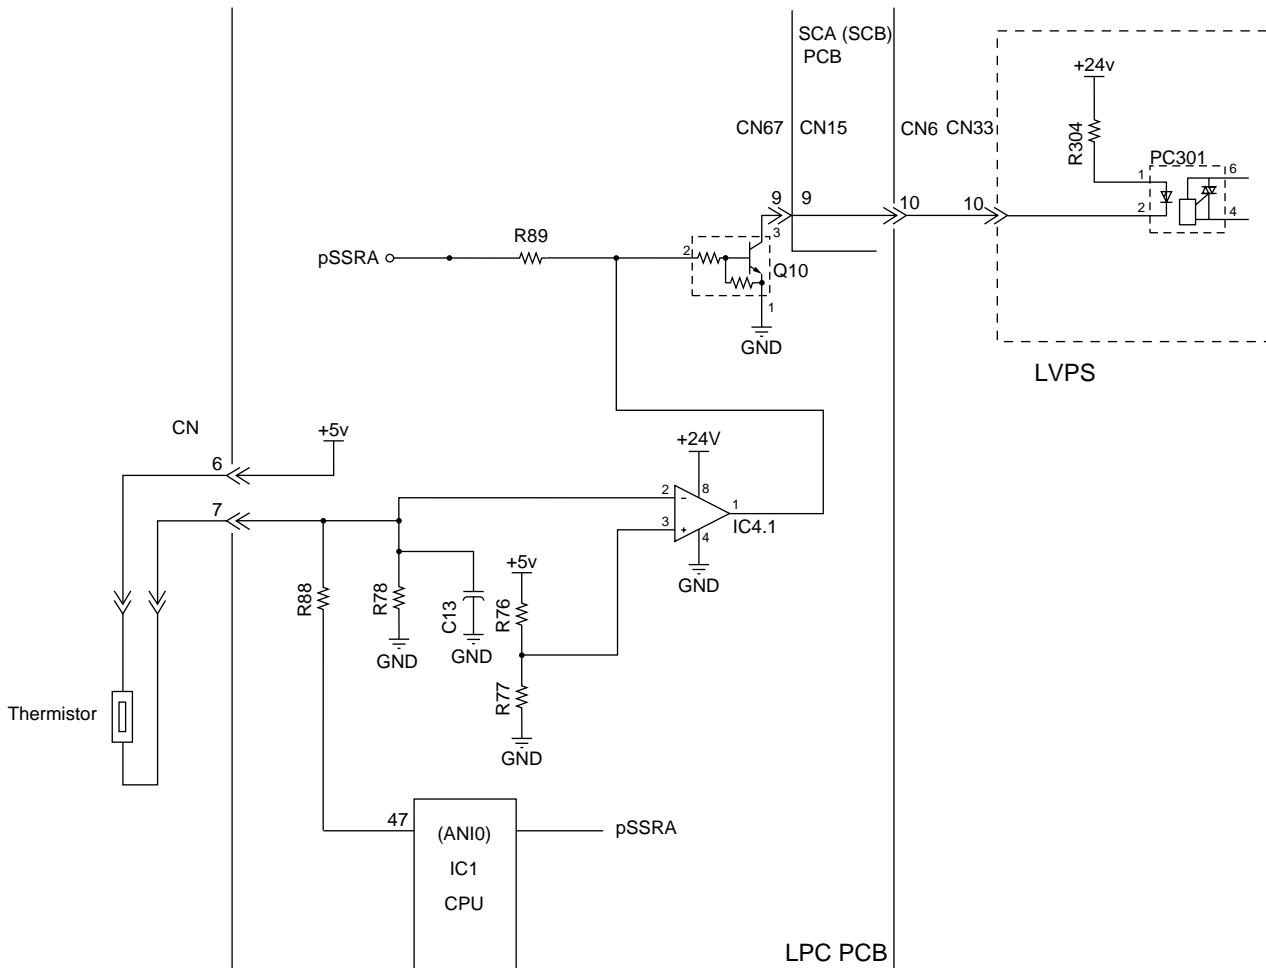 SCA (SCB)
PCB
+24v
CN67 CN15 CN6 CN33
R304
PC301
1
6
2
4
9 9 10 10
3
pSSRA
R89
2
Q10
1
GND
LVPS
CN
+5v
+24V
6
7
2
8
-
1
3
+
4
IC4.1
GND
+5v
R88
R78
C13
R76
GND
GND
R77
Thermistor
GND
47
(ANI0)
pSSRA
IC1
CPU
LPC PCB